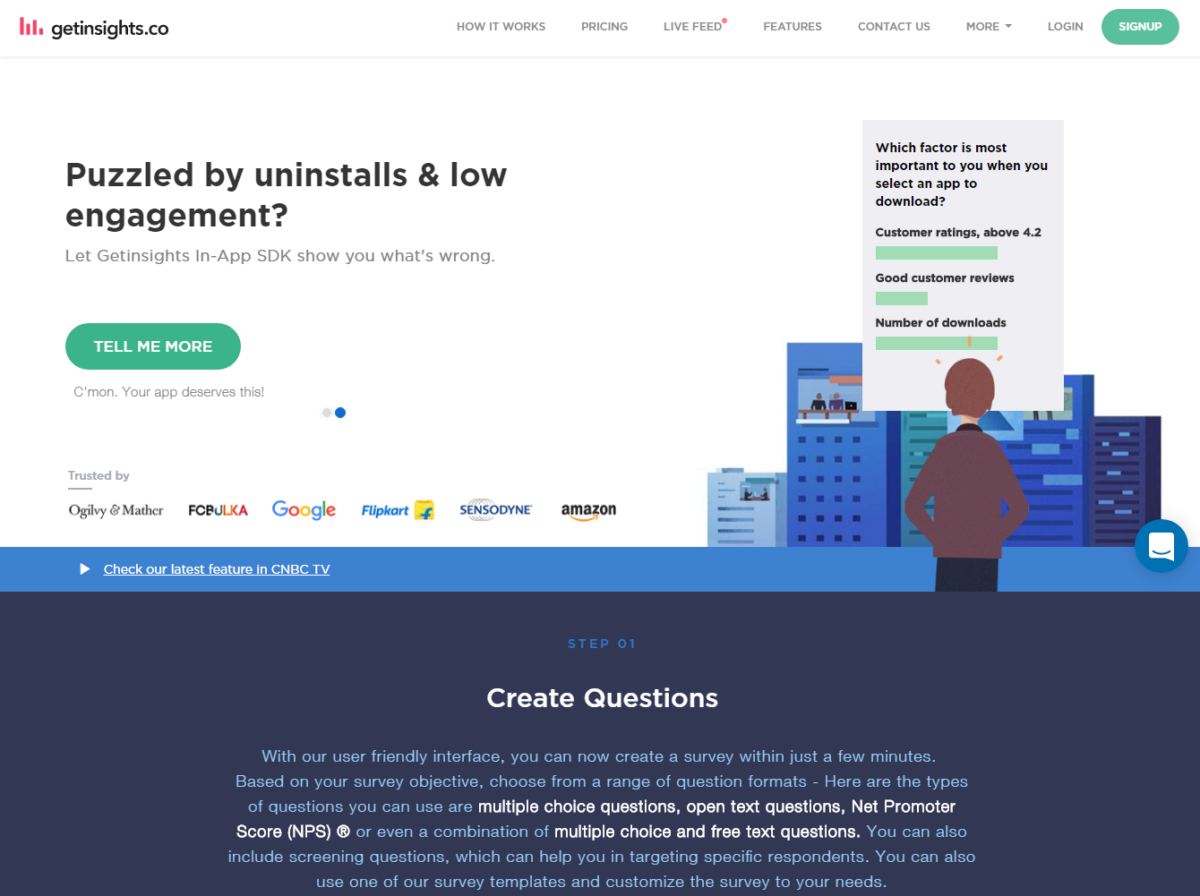 getinsights.co
HOW IT WORKS
PRICING
LIVE FEED
FEATURES
CONTACT US
MORE
LOGIN
SIGNUP
Puzzled by uninstalls & low
engagement?
Let Getinsights In-App SDK show you what's wrong.
TELL ME MORE
C'mon. Your app deserves this!
Which factor is most
important to you when you
select an app to
download?
Customer ratings, above 4.2
Good customer reviews
Number of downloads
Trusted by
Ogilvy & Mather
FCBULKA
Google
Flipkart
SENSODYNE
amazon
Check our latest feature in CNBC TV
STEP 01
Create Questions
With our user friendly interface, you can now create a survey within just a few minutes.
Based on your survey objective, choose from a range of question formats - Here are the types
of questions you can use are multiple choice questions, open text questions, Net Promoter
Score (NPS) ® or even a combination of multiple choice and free text questions. You can also
include screening questions, which can help you in targeting specific respondents. You can also
use one of our survey templates and customize the survey to your needs.